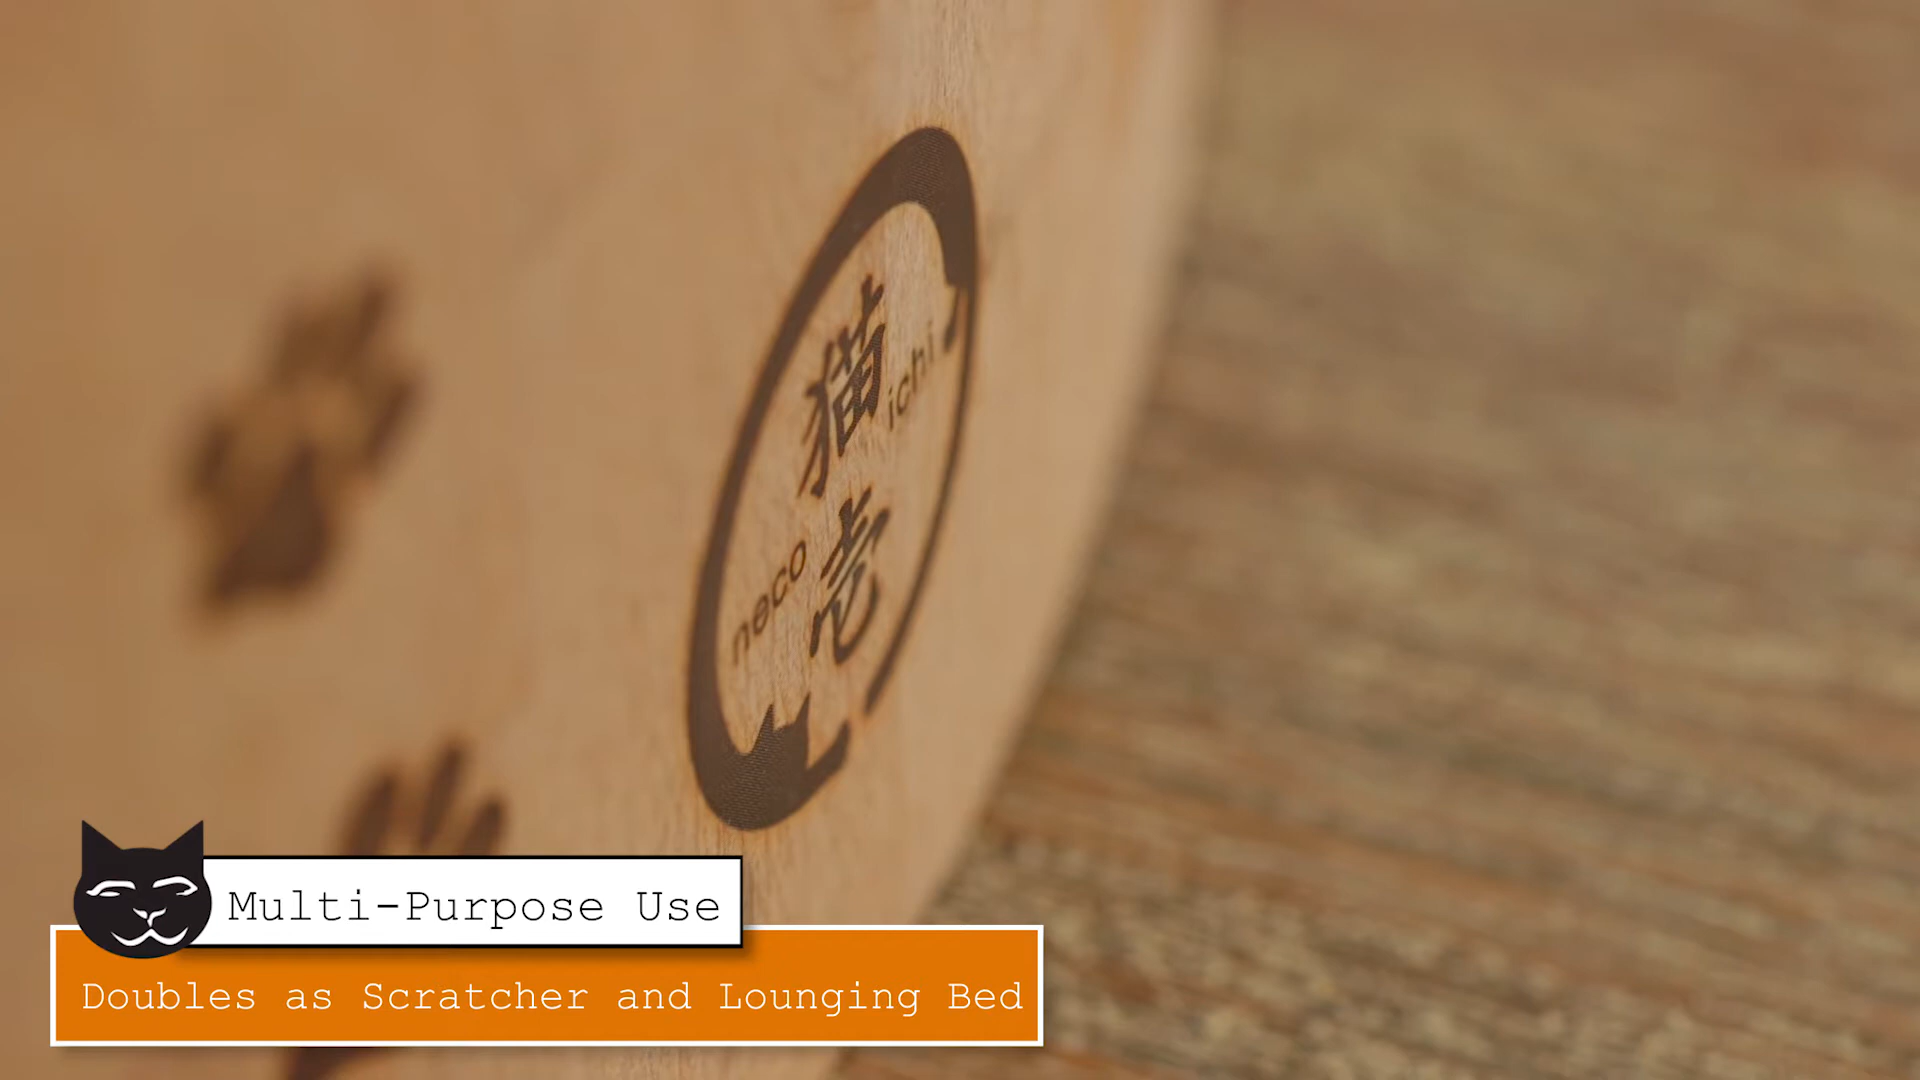 猫壱
neco
ichi
Multi-Purpose Use
Doubles as Scratcher and Lounging Bed